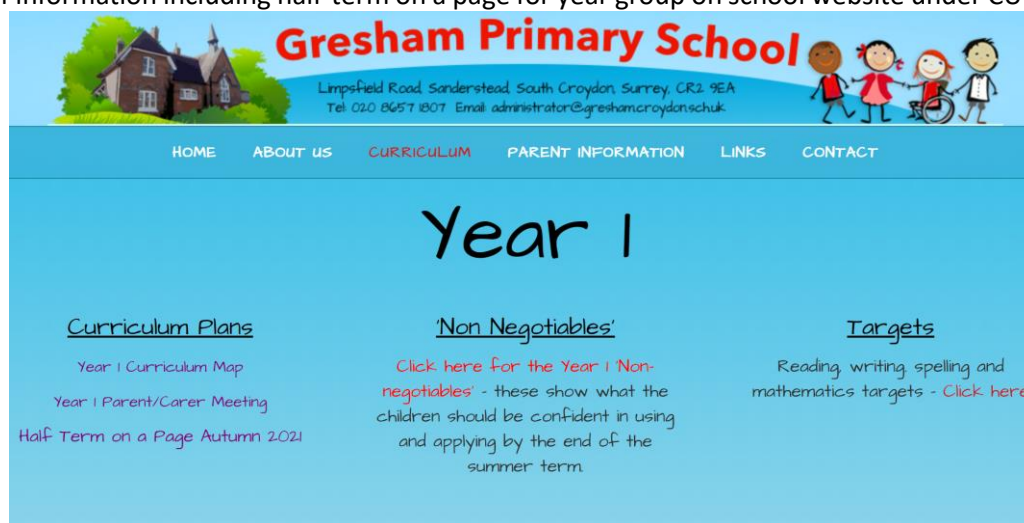 information including half term on a page for year group on school website under
Gresham Primary School
Limpsfield Road, Sanderstead, South Croydon, Surrey, CR2 9EA
Tel: 020 8657 1807 Email: administrator@gresham.croydon.sch.uk
HOME ABOUT US CURRICULUM PARENT INFORMATION LINKS CONTACT
Year 1
Curriculum Plans
Year 1 Curriculum Map
Year 1 Parent/Carer Meeting
Half Term on a Page Autumn 2021
'Non Negotiables'
Click here for the Year 1 'Non-
negotiables' - these show what the
children should be confident in using
and applying by the end of the
summer term.
Targets
Reading, writing, spelling and
mathematics targets - Click here